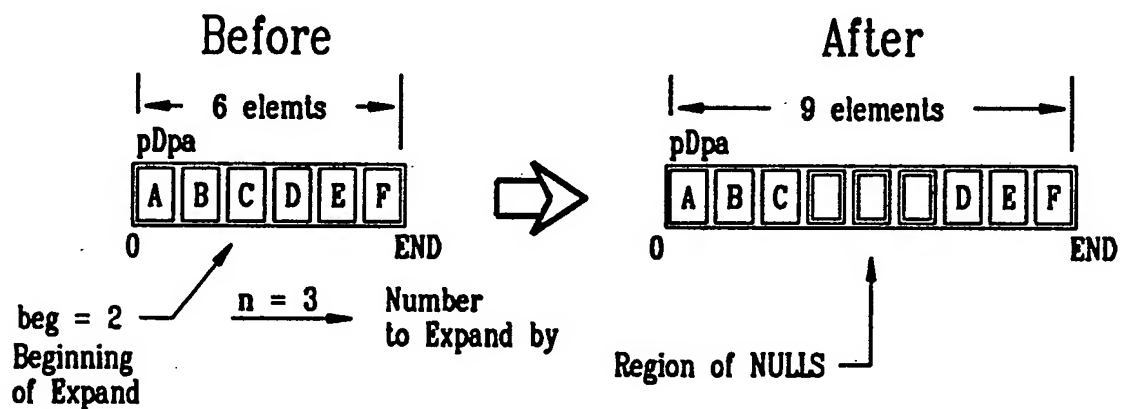 Before
6 elemts
pDpa
A B C D E F
0 END
beg = 2
Beginning
of Expand
n = 3
Number
to Expand by
After
9 elements
pDpa
A B C D E F
0 END
Region of NULLS